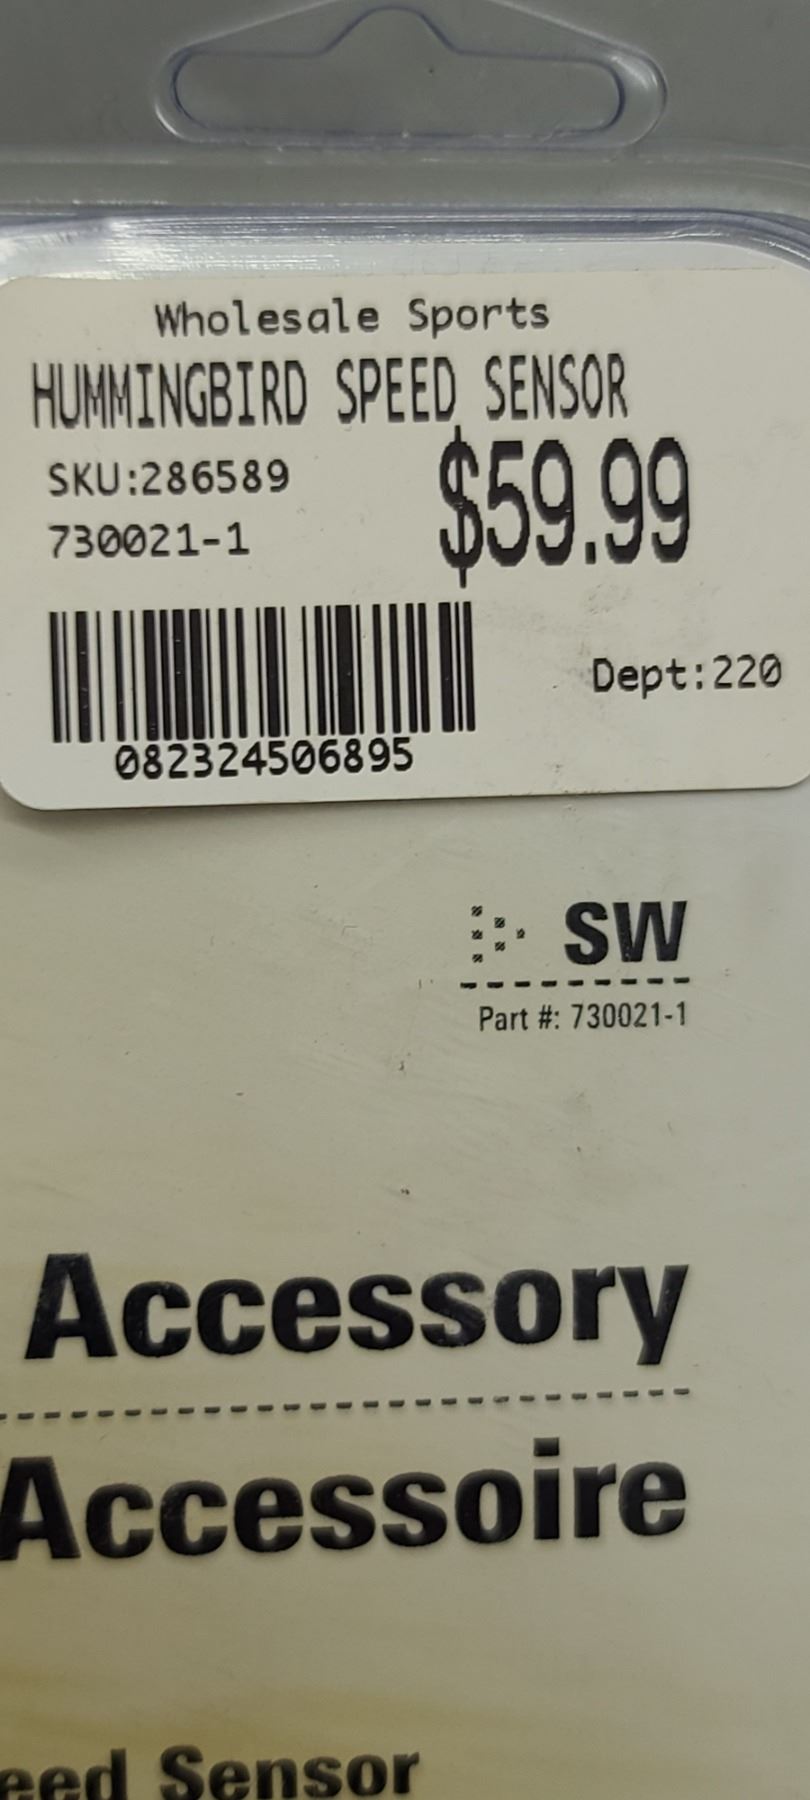 Wholesale Sports
HUMMINGBIRD SPEED SENSOR
SKU:286589
$59.99
730021-1
Dept:220
082324506895
SW
Part #: 730021-1
Accessory
Accessoire
eed Sensor